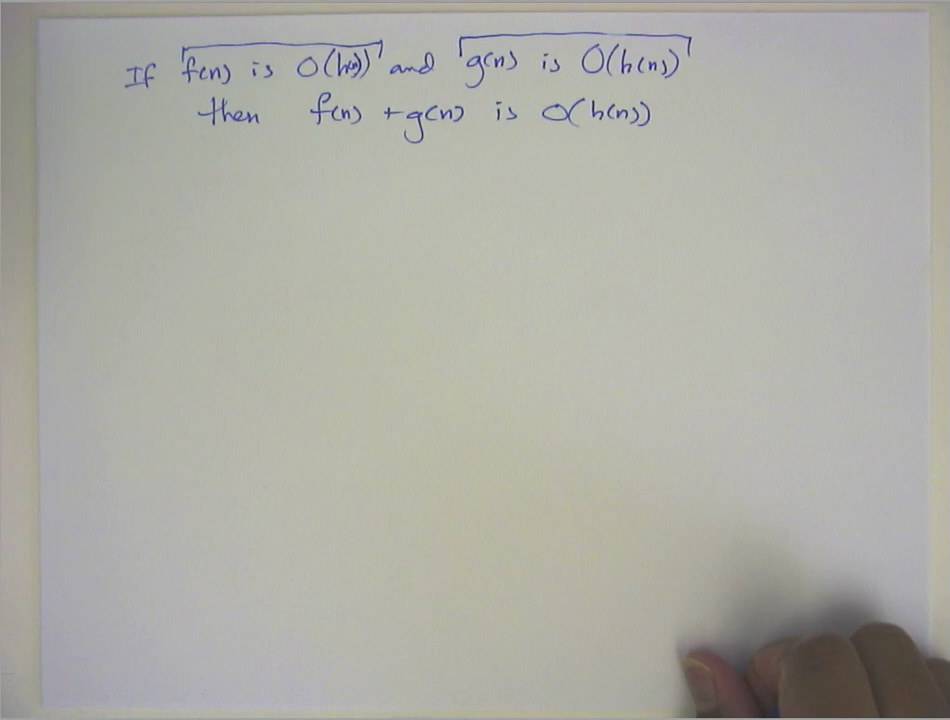 If f(n) is O(h(n)) and g(n) is O(h(n))
then f(n) + g(n) is O(h(n))